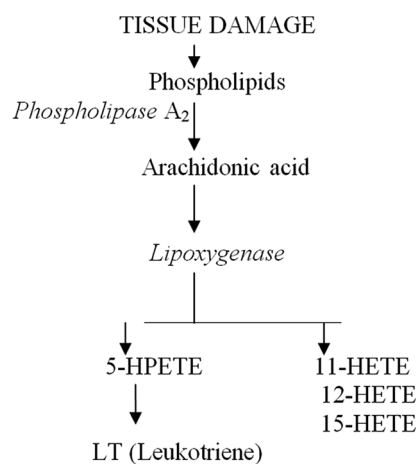 TISSUE DAMAGE
Phospholipids
Phospholipase A₂
Arachidonic acid
Lipoxygenase
5-HPETE
LT (Leukotriene)
11-HETE
12-HETE
15-HETE